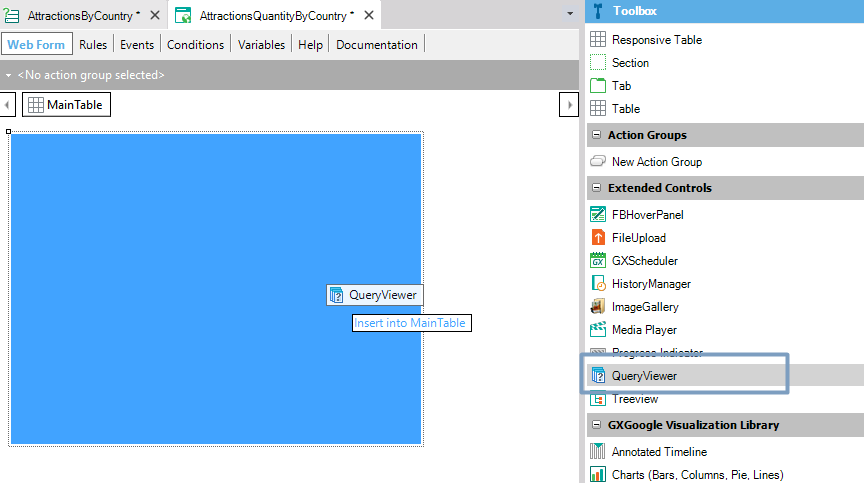 AttractionsByCountry *
AttractionsQuantityByCountry *
Web Form
Rules
Events
Conditions
Variables
Help
Documentation
<No action group selected>
MainTable
QueryViewer
Insert into MainTable
Toolbox
Responsive Table
Section
Tab
Table
Action Groups
New Action Group
Extended Controls
FBHoverPanel
FileUpload
GXScheduler
HistoryManager
ImageGallery
Media Player
Progress Indicator
QueryViewer
Treeview
GXGoogle Visualization Library
Annotated Timeline
Charts (Bars, Columns, Pie, Lines)